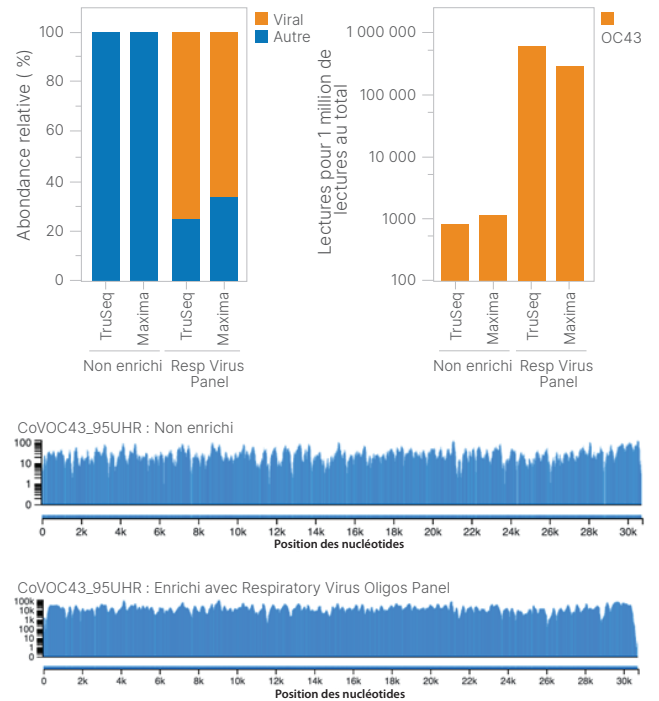 Abondance relative ( %)
100
80
60
40
20
0
Viral
Autre
TruSeq
Maxima
TruSeq
Maxima
Non enrichi
Resp Virus
Panel
Lectures pour 1 million de
lectures au total
1 000 000
100 000
10 000
1000
100
OC43
TruSeq
Maxima
TruSeq
Maxima
Non enrichi
Resp Virus
Panel
CoVOC43_95UHR : Non enrichi
100
10
1
0
0 2k 4k 6k 8k 10k 12k 14k 16k 18k 20k 22k 24k 26k 28k 30k
Position des nucléotides
CoVOC43_95UHR : Enrichi avec Respiratory Virus Oligos Panel
100k
10k
1k
100
10
1
0
0 2k 4k 6k 8k 10k 12k 14k 16k 18k 20k 22k 24k 26k 28k 30k
Position des nucléotides